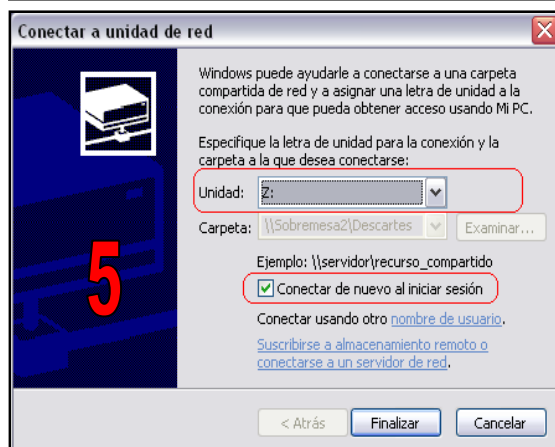 Conectar a unidad de red
Windows puede ayudarle a conectarse a una carpeta
compartida de red y a asignar una letra de unidad a la
conexión para que pueda obtener acceso usando Mi PC.
Especifique la letra de unidad para la conexión y la
carpeta a la que desea conectarse:
Unidad: Z:
Carpeta: \\Sobremesa2\Descartes Examinar...
Ejemplo: \\servidor\recurso_compartido
Conectar de nuevo al iniciar sesión
Conectar usando otro nombre de usuario.
Suscribirse a almacenamiento remoto o
conectarse a un servidor de red.
5
< Atrás Finalizar Cancelar